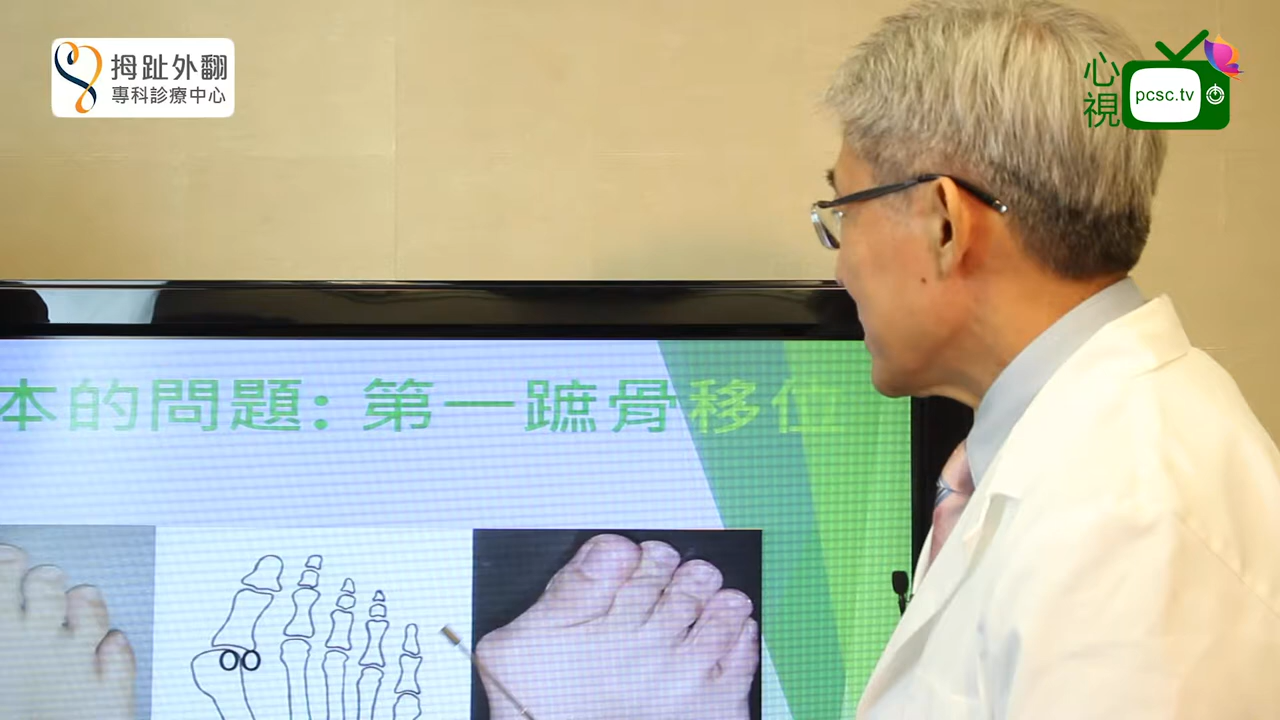 拇趾外翻
專科診療中心
心視
pcsc.tv
本的問題: 第一蹠骨移位